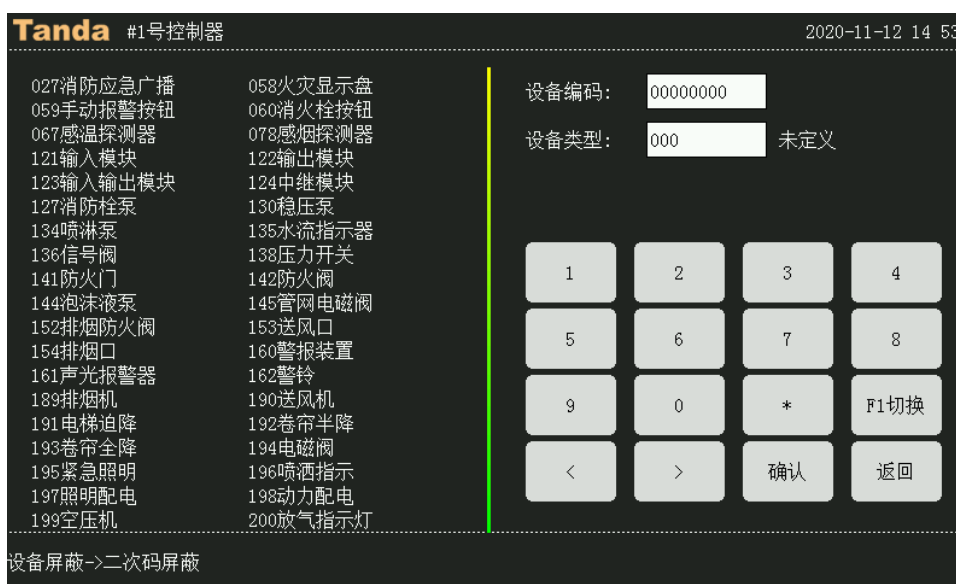 Tanda #1号控制器 2020-11-12 14 53
027消防应急广播 058火灾显示盘
059手动报警按钮 060消火栓按钮
067感温探测器 078感烟探测器
121输入模块 122输出模块
123输入输出模块 124中继模块
127消防栓泵 130稳压泵
134喷淋泵 135水流指示器
136信号阀 138压力开关
141防火门 142防火阀
144泡沫液泵 145管网电磁阀
152排烟防火阀 153送风口
154排烟口 160警报装置
161声光报警器 162警铃
189排烟机 190送风机
191电梯迫降 192卷帘半降
193卷帘全降 194电磁阀
195紧急照明 196喷洒指示
197照明配电 198动力配电
199空压机 200放气指示灯
设备编码: 00000000
设备类型: 000 未定义
1 2 3 4
5 6 7 8
9 0 * F1切换
< > 确认 返回
设备屏蔽->二次码屏蔽